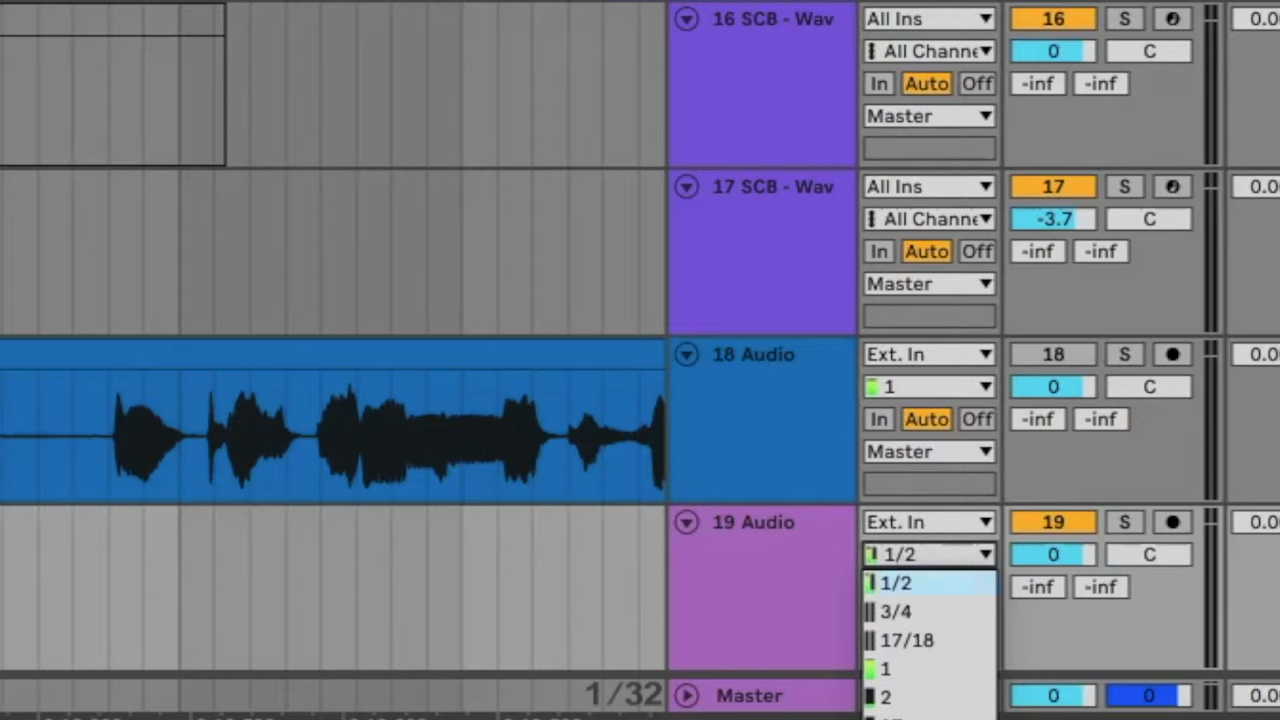 16 SCB - Wav All Ins 16 S 0.0
All Channe 0 C
In Auto Off -inf -inf
Master
17 SCB - Wav All Ins 17 S 0.0
All Channe -3.7 C
In Auto Off -inf -inf
Master
18 Audio Ext. In 18 S 0.0
1 0 C
In Auto Off -inf -inf
Master
19 Audio Ext. In 19 S 0.0
1/2 0 C
1/2 -inf -inf
3/4
17/18
1
1/32 Master 2 0 0 0.0